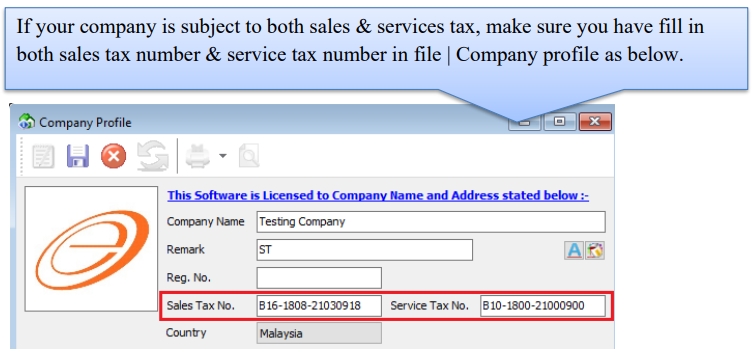 If your company is subject to both sales & services tax, make sure you have fill in
both sales tax number & service tax number in file | Company profile as below.
Company Profile
This Software is Licensed to Company Name and Address stated below :-
Company Name Testing Company
Remark ST
A
Reg. No.
Sales Tax No. B16-1808-21030918 Service Tax No. B10-1800-21000900
Country Malaysia